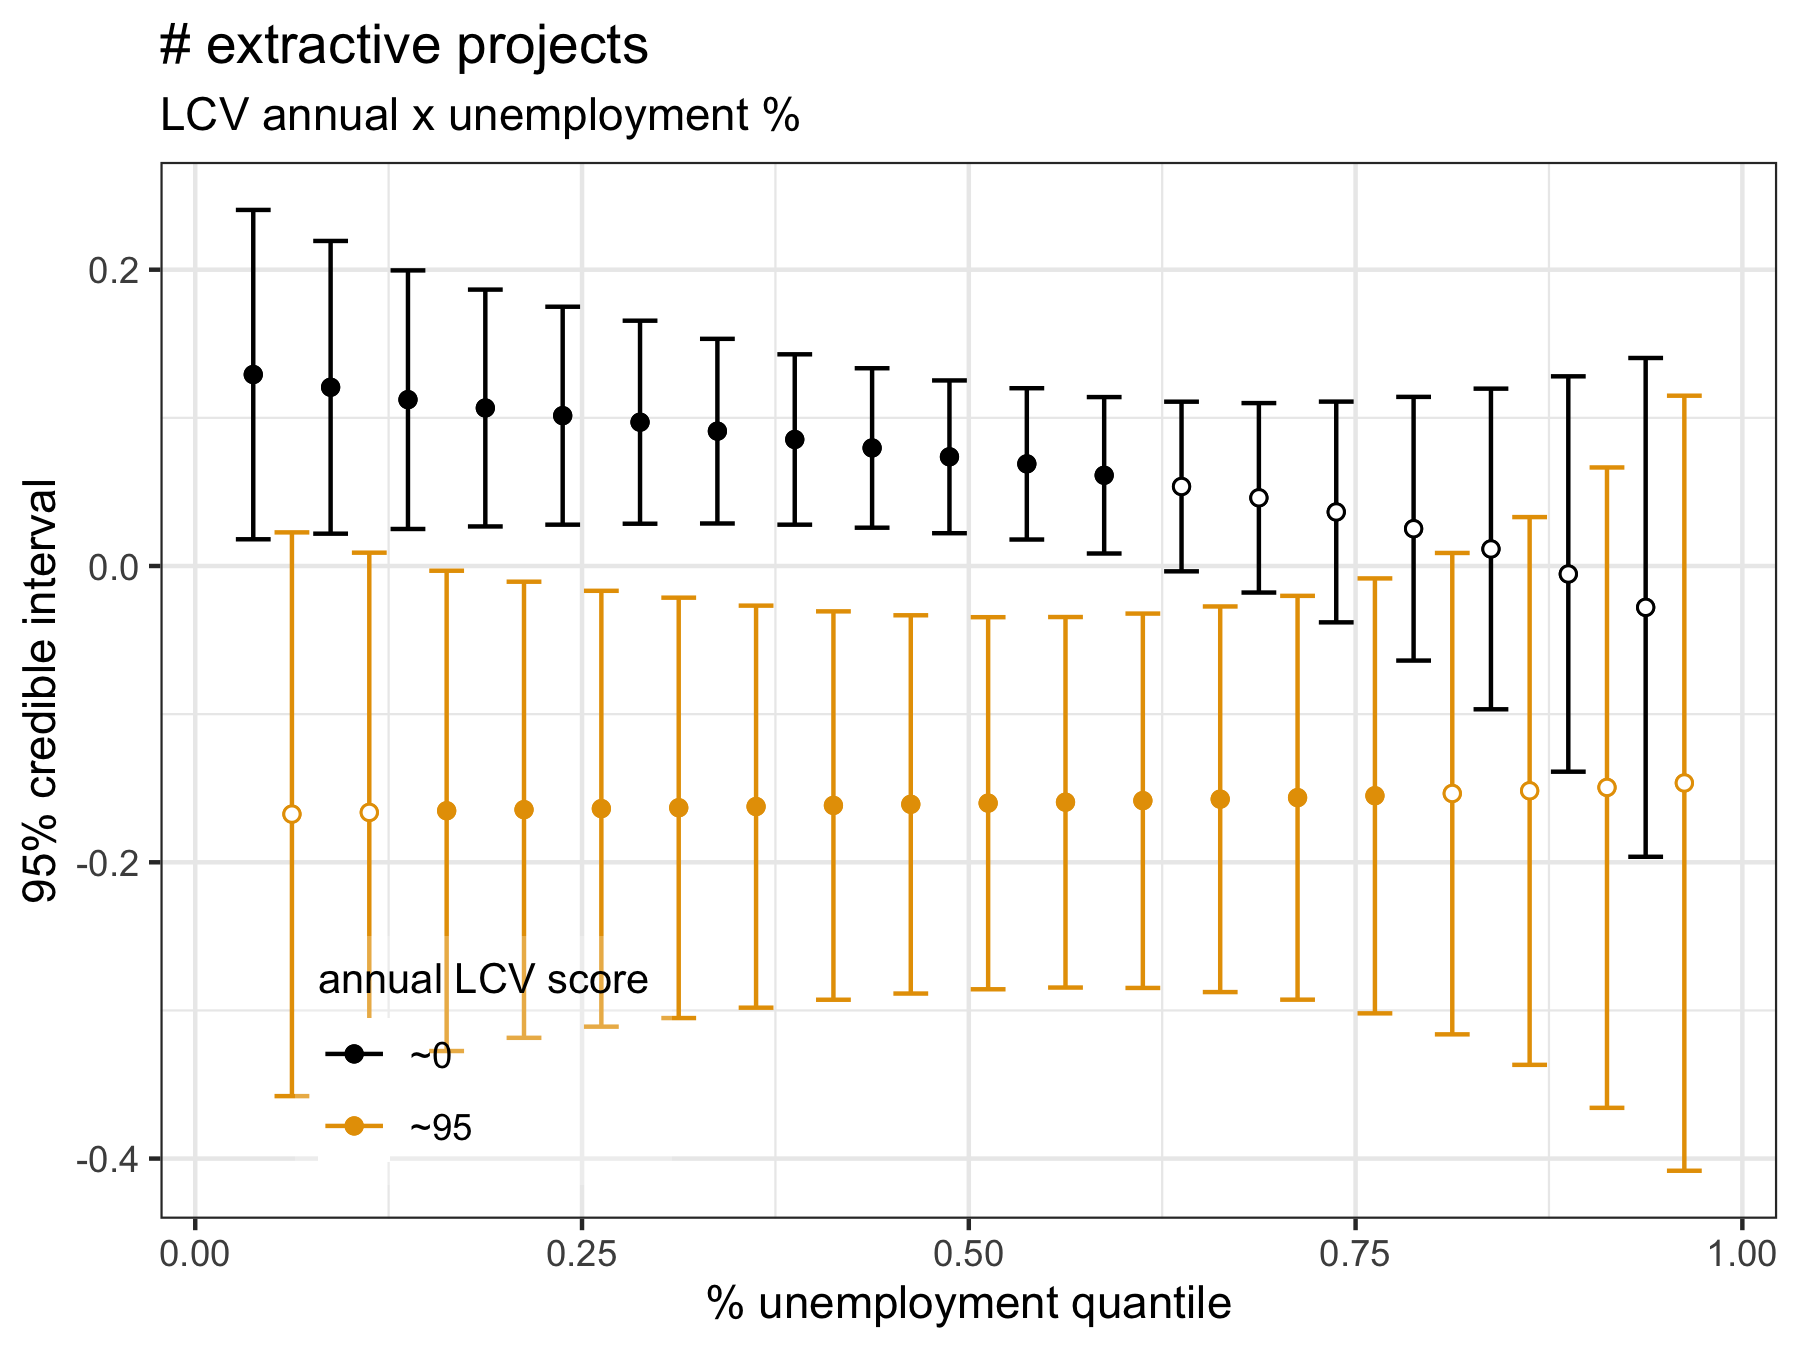 # extractive projects
LCV annual x unemployment %
95% credible interval
0.2
0.0
-0.2
-0.4
annual LCV score
~0
~95
0.00
0.25
0.50
0.75
1.00
% unemployment quantile